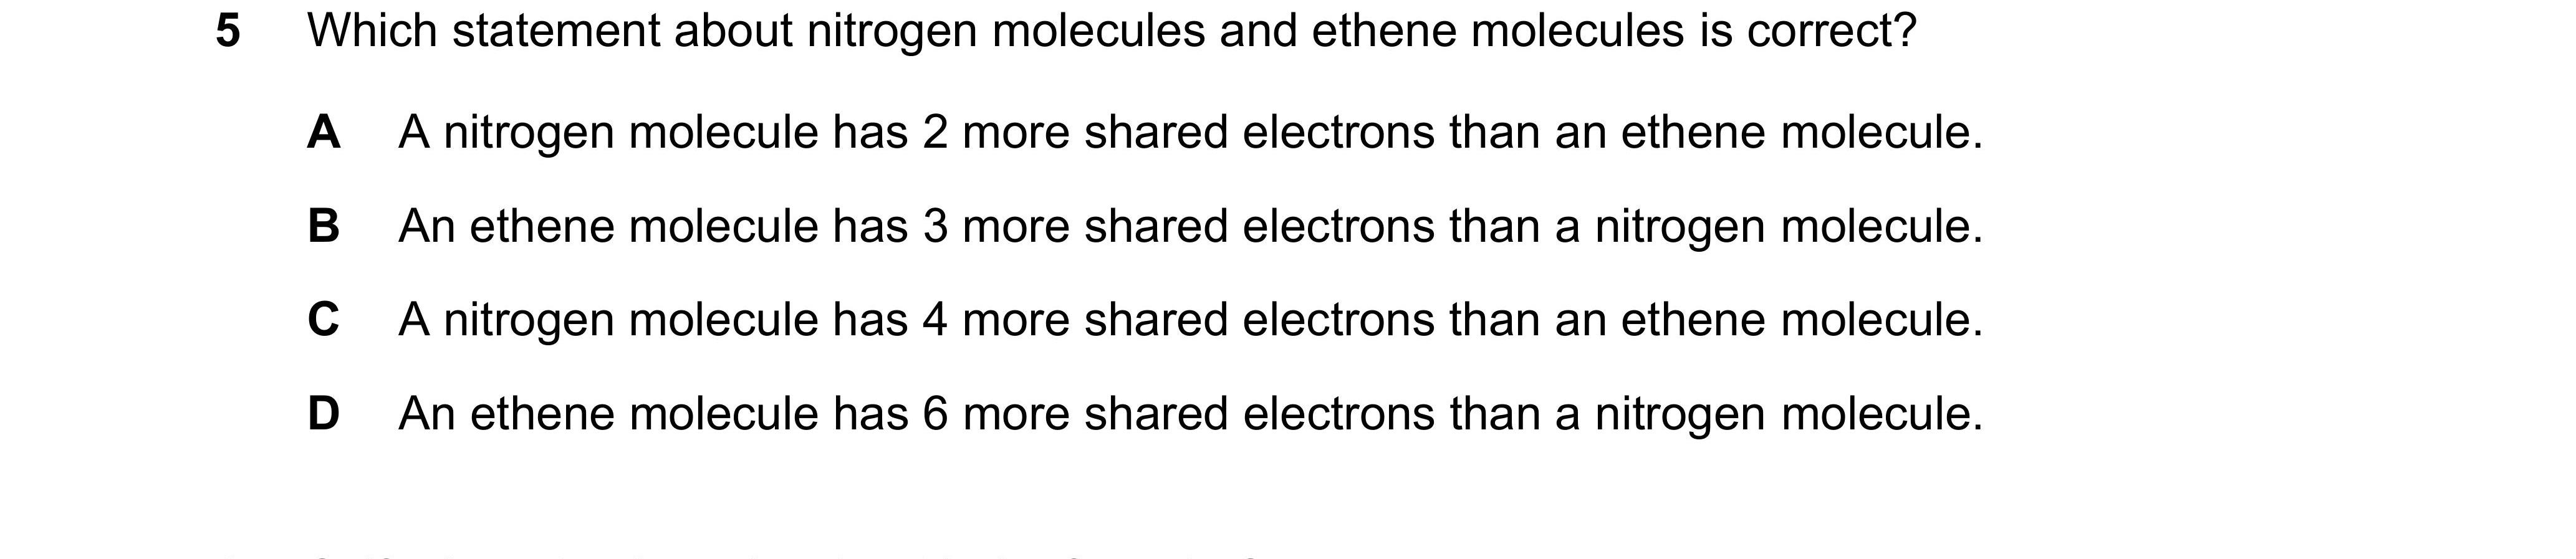 5 Which statement about nitrogen molecules and ethene molecules is correct?
A A nitrogen molecule has 2 more shared electrons than an ethene molecule.
B An ethene molecule has 3 more shared electrons than a nitrogen molecule.
C A nitrogen molecule has 4 more shared electrons than an ethene molecule.
D An ethene molecule has 6 more shared electrons than a nitrogen molecule.